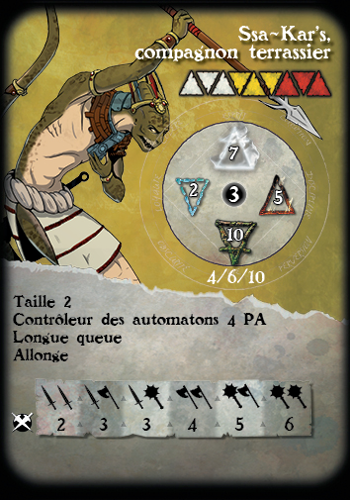 Ssa~Kar's,
compagnon terrassier
7
2 3 5
10
4/6/10
Taille 2
Contrôleur des automatons 4 PA
Longue queue
Allonge
2 3 3 4 5 6